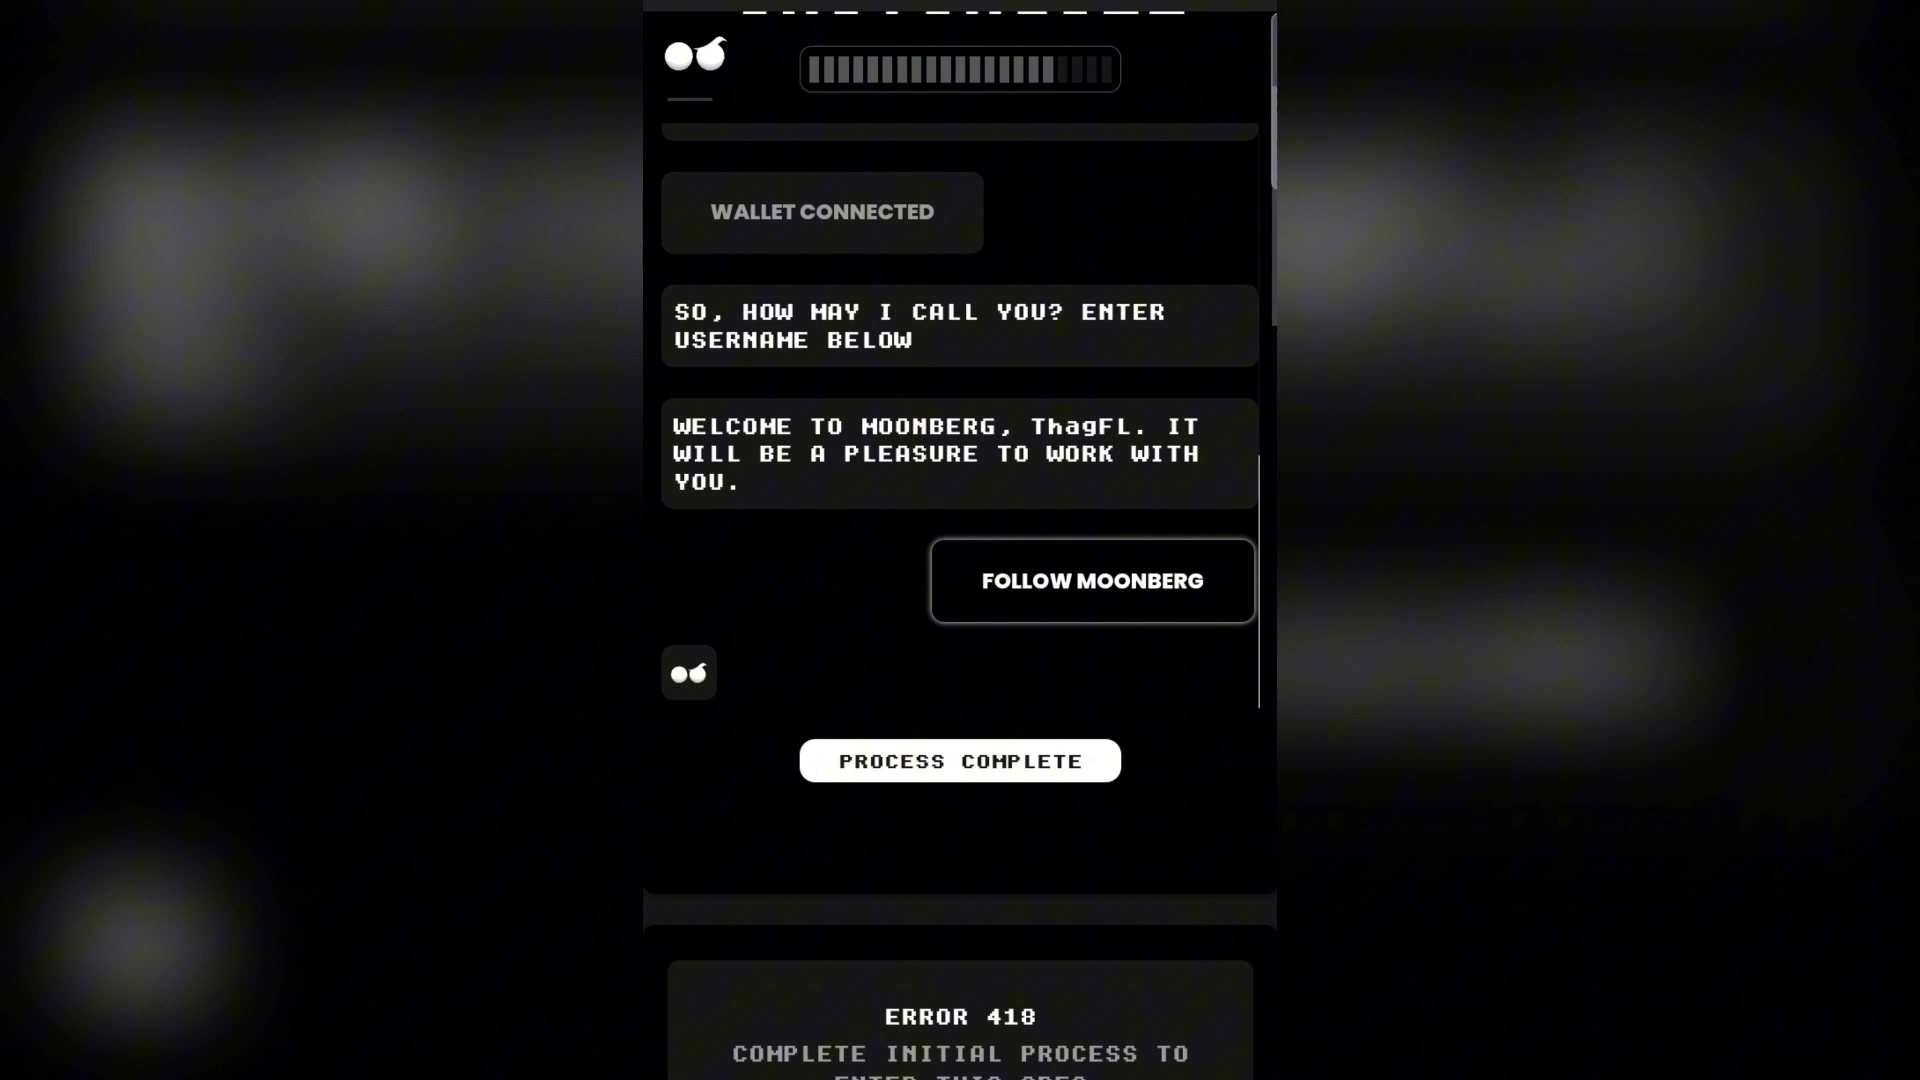 WALLET CONNECTED
SO, HOW MAY I CALL YOU? ENTER
USERNAME BELOW
WELCOME TO MOONBERG, ThagFL. IT
WILL BE A PLEASURE TO WORK WITH
YOU.
FOLLOW MOONBERG
PROCESS COMPLETE
ERROR 418
COMPLETE INITIAL PROCESS TO